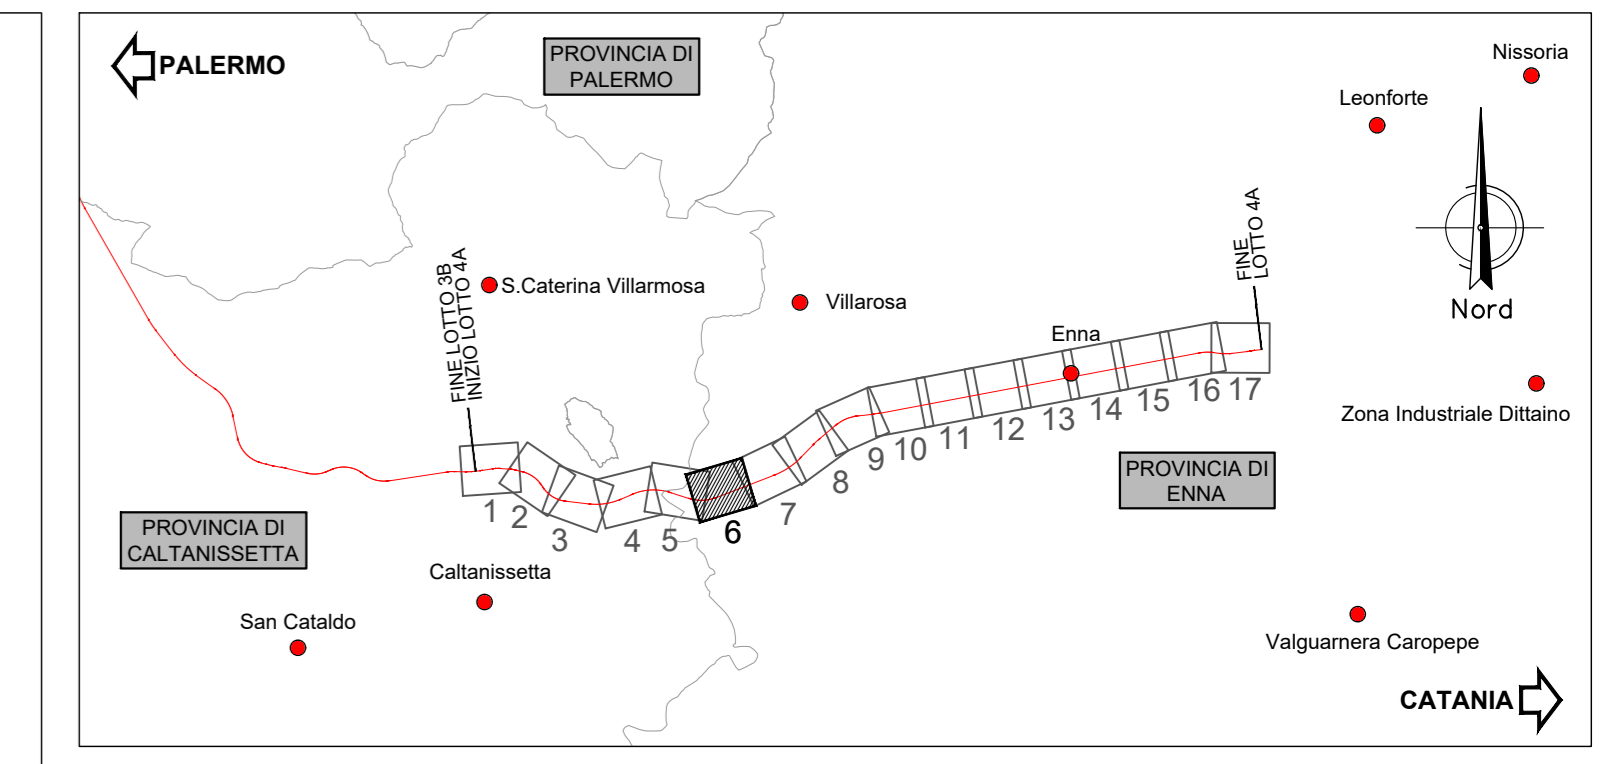 PALERMO
PROVINCIA DI
PALERMO
Nissoria
Leonforte
Nord
FINE LOTTO 3B
INIZIO LOTTO 4A
S.Caterina Villarmosa
Villarosa
Enna
FINE
LOTTO 4A
Zona Industriale Dittaino
1
2
3
4
5
6
7
8
9
10
11
12
13
14
15
16
17
PROVINCIA DI
ENNA
PROVINCIA DI
CALTANISSETTA
Caltanissetta
San Cataldo
Valguarnera Caropepe
CATANIA